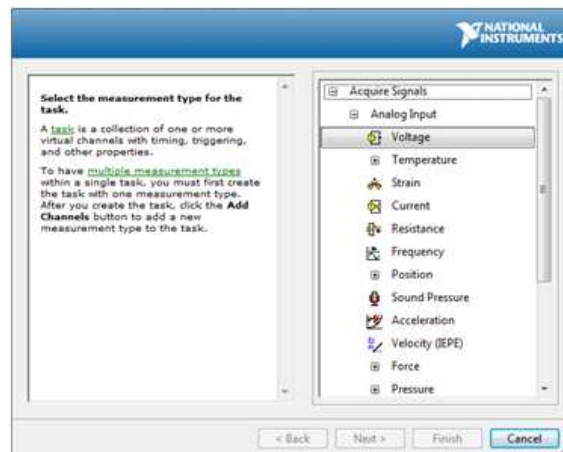 NATIONAL
INSTRUMENTS
Select the measurement type for the
task.
A task is a collection of one or more
virtual channels with timing, triggering,
and other properties.
To have multiple measurement types
within a single task, you must first create
the task with one measurement type.
After you create the task, click the Add
Channels button to add a new
measurement type to the task.
Acquire Signals
Analog Input
Voltage
Temperature
Strain
Current
Resistance
Frequency
Position
Sound Pressure
Acceleration
Velocity (IEPE)
Force
Pressure
< Back Next > Finish Cancel